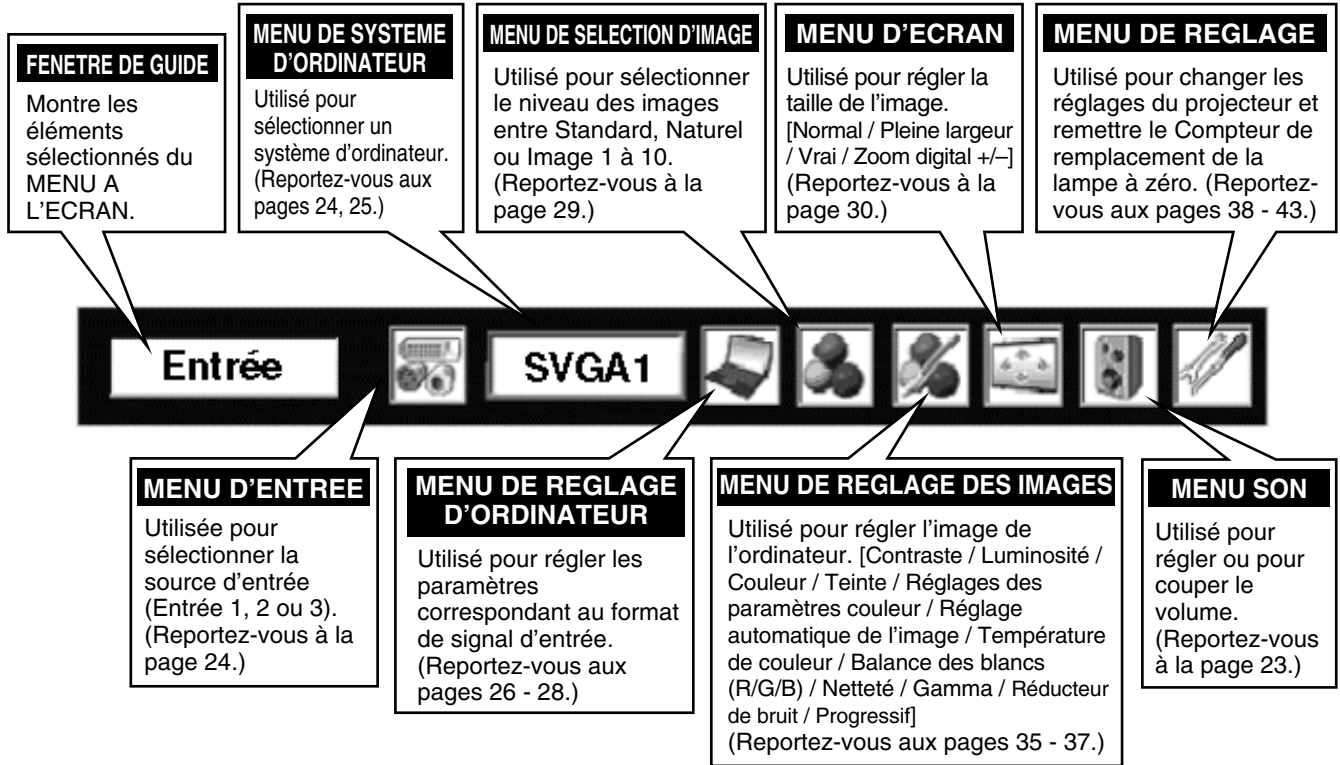 FENETRE DE GUIDE
Montre les
éléments
sélectionnés du
MENU A
L'ECRAN.
MENU DE SYSTEME
D'ORDINATEUR
Utilisé pour
sélectionner un
système d'ordinateur.
(Reportez-vous aux
pages 24, 25.)
MENU DE SELECTION D'IMAGE
Utilisé pour sélectionner
le niveau des images
entre Standard, Naturel
ou Image 1 à 10.
(Reportez-vous à la
page 29.)
MENU D'ECRAN
Utilisé pour régler la
taille de l'image.
[Normal / Pleine largeur
/ Vrai / Zoom digital +/–]
(Reportez-vous à la
page 30.)
MENU DE REGLAGE
Utilisé pour changer les
réglages du projecteur et
remettre le Compteur de
remplacement de la
lampe à zéro. (Reportez-
vous aux pages 38 - 43.)
Entrée
SVGA1
MENU D'ENTREE
Utilisée pour
sélectionner la
source d'entrée
(Entrée 1, 2 ou 3).
(Reportez-vous à la
page 24.)
MENU DE REGLAGE
D'ORDINATEUR
Utilisé pour régler les
paramètres
correspondant au format
de signal d'entrée.
(Reportez-vous aux
pages 26 - 28.)
MENU DE REGLAGE DES IMAGES
Utilisé pour régler l'image de
l'ordinateur. [Contraste / Luminosité /
Couleur / Teinte / Réglages des
paramètres couleur / Réglage
automatique de l'image / Température
de couleur / Balance des blancs
(R/G/B) / Netteté / Gamma / Réducteur
de bruit / Progressif]
(Reportez-vous aux pages 35 - 37.)
MENU SON
Utilisé pour
régler ou pour
couper le
volume.
(Reportez-vous
à la page 23.)